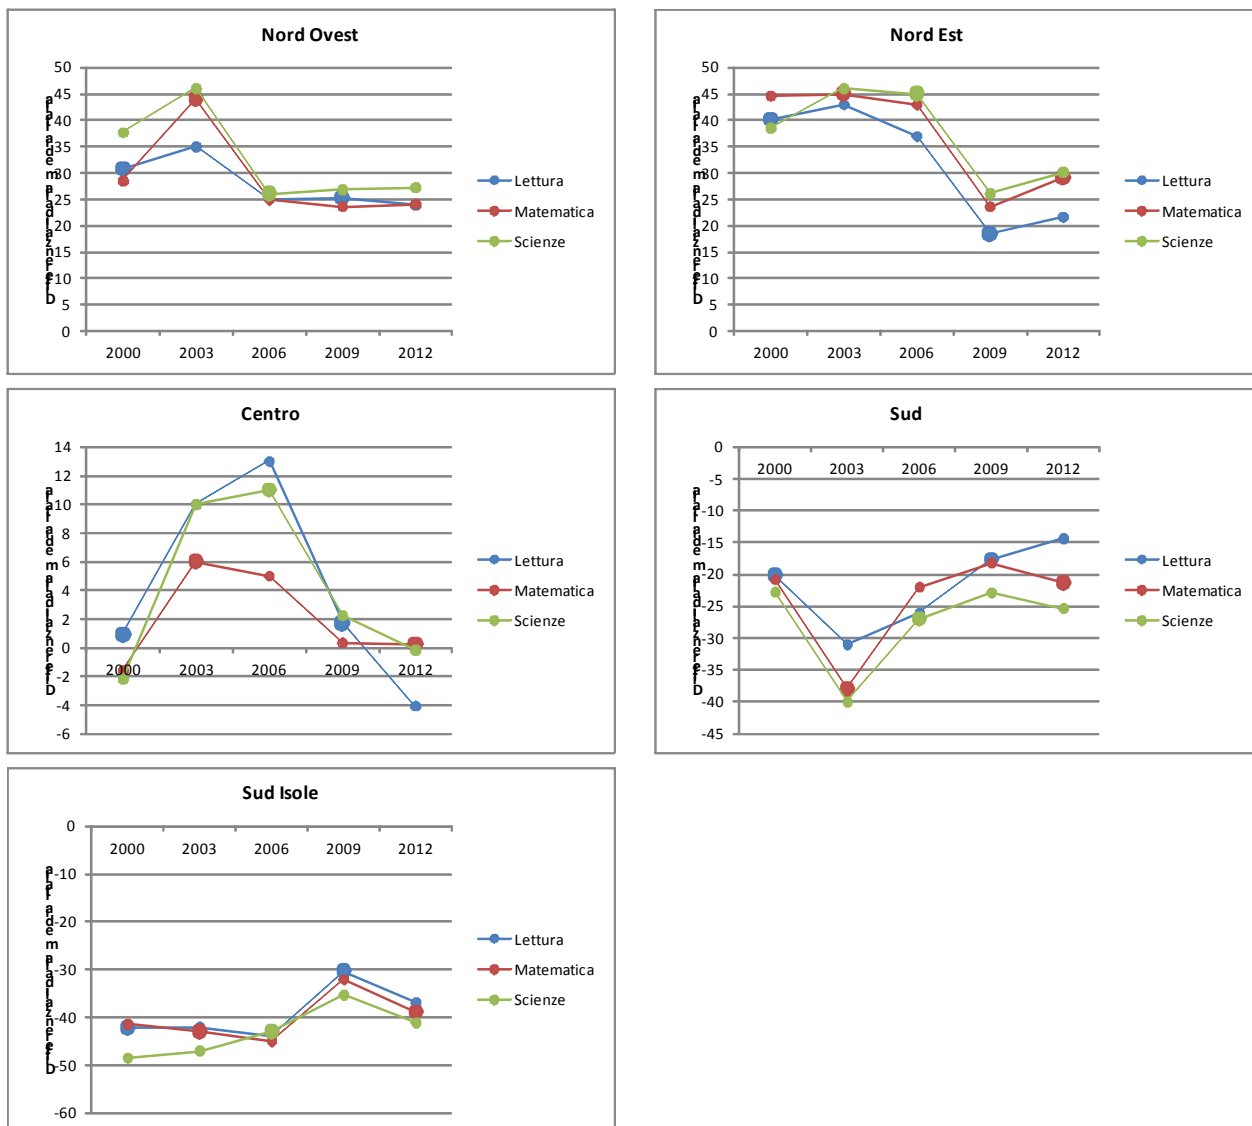 Nord Ovest
50
45
40
35
30
25
20
15
10
5
0
2000 2003 2006 2009 2012
Lettura
Matematica
Scienze
Nord Est
50
45
40
35
30
25
20
15
10
5
0
2000 2003 2006 2009 2012
Lettura
Matematica
Scienze
Centro
14
12
10
8
6
4
2
0
-2
-4
-6
2000 2003 2006 2009 2012
Lettura
Matematica
Scienze
Sud
0
-5
-10
-15
-20
-25
-30
-35
-40
-45
2000 2003 2006 2009 2012
Lettura
Matematica
Scienze
Sud Isole
0
-10
-20
-30
-40
-50
-60
2000 2003 2006 2009 2012
Lettura
Matematica
Scienze